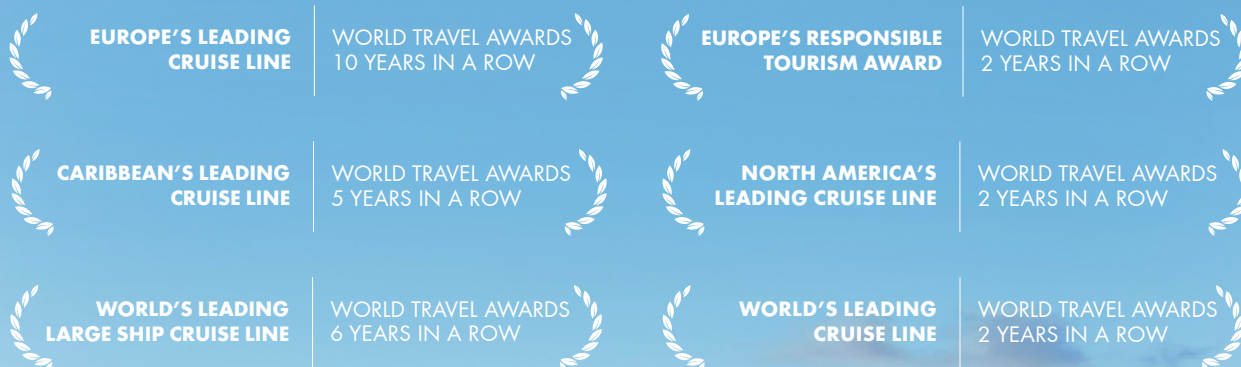 EUROPE'S LEADING
CRUISE LINE
WORLD TRAVEL AWARDS
10 YEARS IN A ROW
EUROPE'S RESPONSIBLE
TOURISM AWARD
WORLD TRAVEL AWARDS
2 YEARS IN A ROW
CARIBBEAN'S LEADING
CRUISE LINE
WORLD TRAVEL AWARDS
5 YEARS IN A ROW
NORTH AMERICA'S
LEADING CRUISE LINE
WORLD TRAVEL AWARDS
2 YEARS IN A ROW
WORLD'S LEADING
LARGE SHIP CRUISE LINE
WORLD TRAVEL AWARDS
6 YEARS IN A ROW
WORLD'S LEADING
CRUISE LINE
WORLD TRAVEL AWARDS
2 YEARS IN A ROW